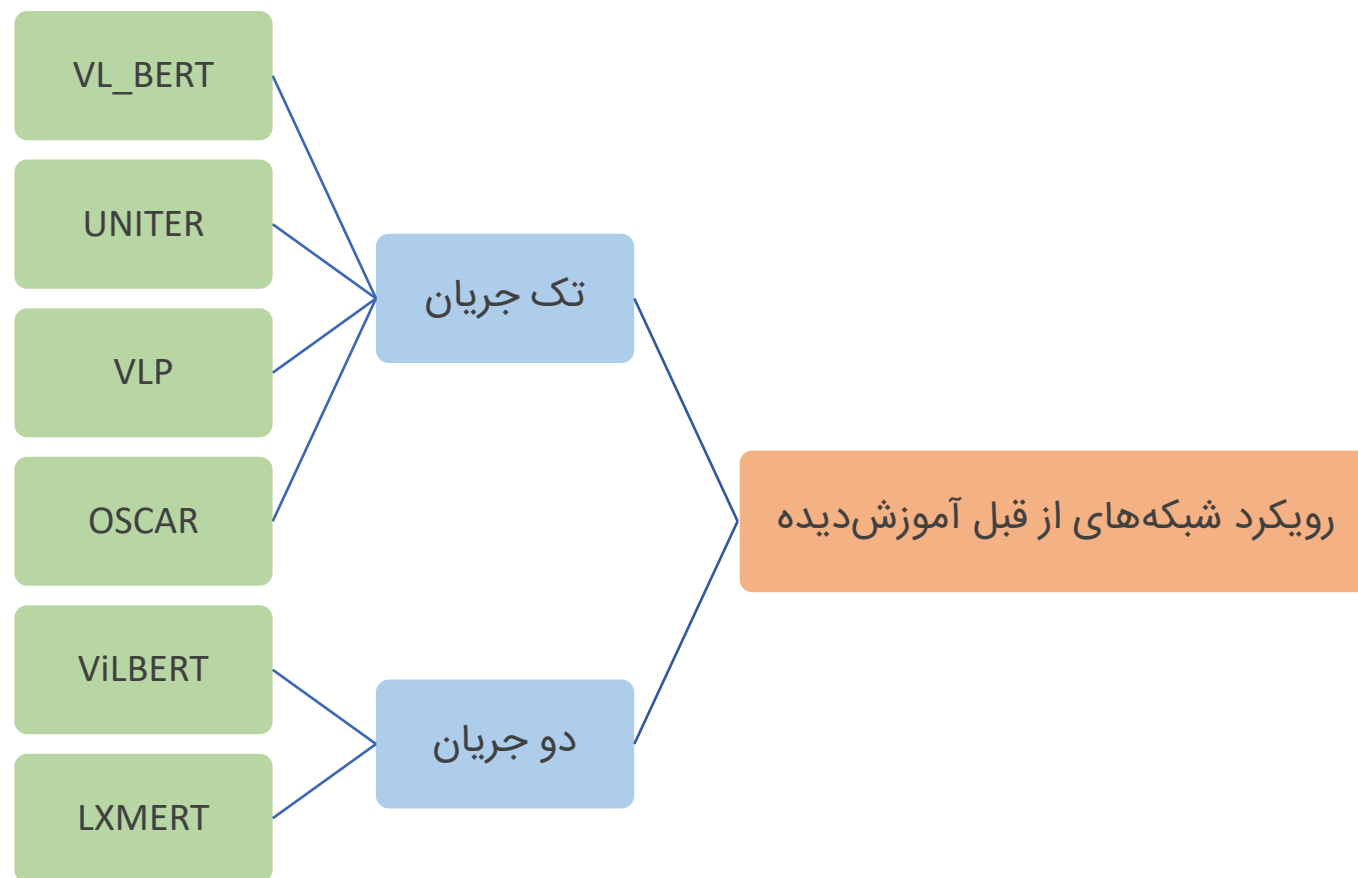 رویکرد شبکه‌های از قبل آموزش‌دیده
تک جریان
VL_BERT
UNITER
VLP
OSCAR
دو جریان
ViLBERT
LXMERT